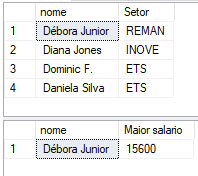 nome Setor
1 Débora Junior REMAN
2 Diana Jones INOVE
3 Dominic F. ETS
4 Daniela Silva ETS
nome Maior salario
1 Débora Junior 15600